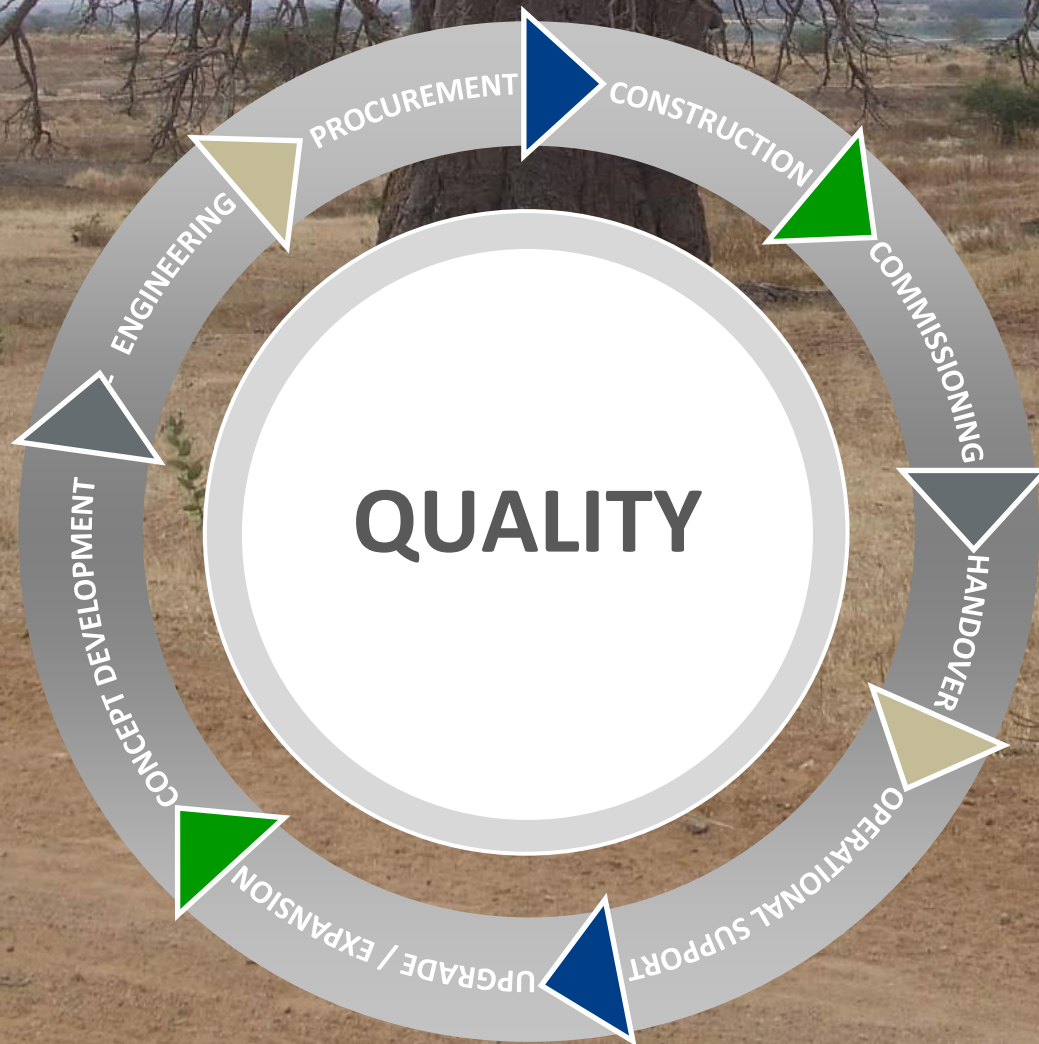 QUALITY
PROCUREMENT
CONSTRUCTION
COMMISSIONING
HANDOVER
OPERATIONAL SUPPORT
UPGRADE / EXPANSION
CONCEPT DEVELOPMENT
ENGINEERING